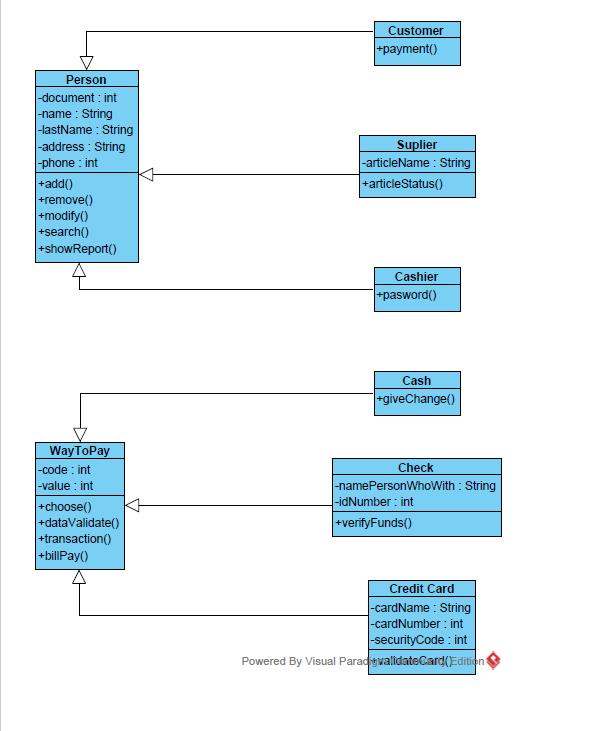 Customer
+payment()
Person
-document : int
-name : String
-lastName : String
-address : String
-phone : int
+add()
+remove()
+modify()
+search()
+showReport()
Suplier
-articleName : String
+articleStatus()
Cashier
+pasword()
Cash
+giveChange()
WayToPay
-code : int
-value : int
+choose()
+dataValidate()
+transaction()
+billPay()
Check
-namePersonWhoWith : String
-idNumber : int
+verifyFunds()
Credit Card
-cardName : String
-cardNumber : int
-securityCode : int
+validateCard()
Powered By Visual Paradigm Community Edition